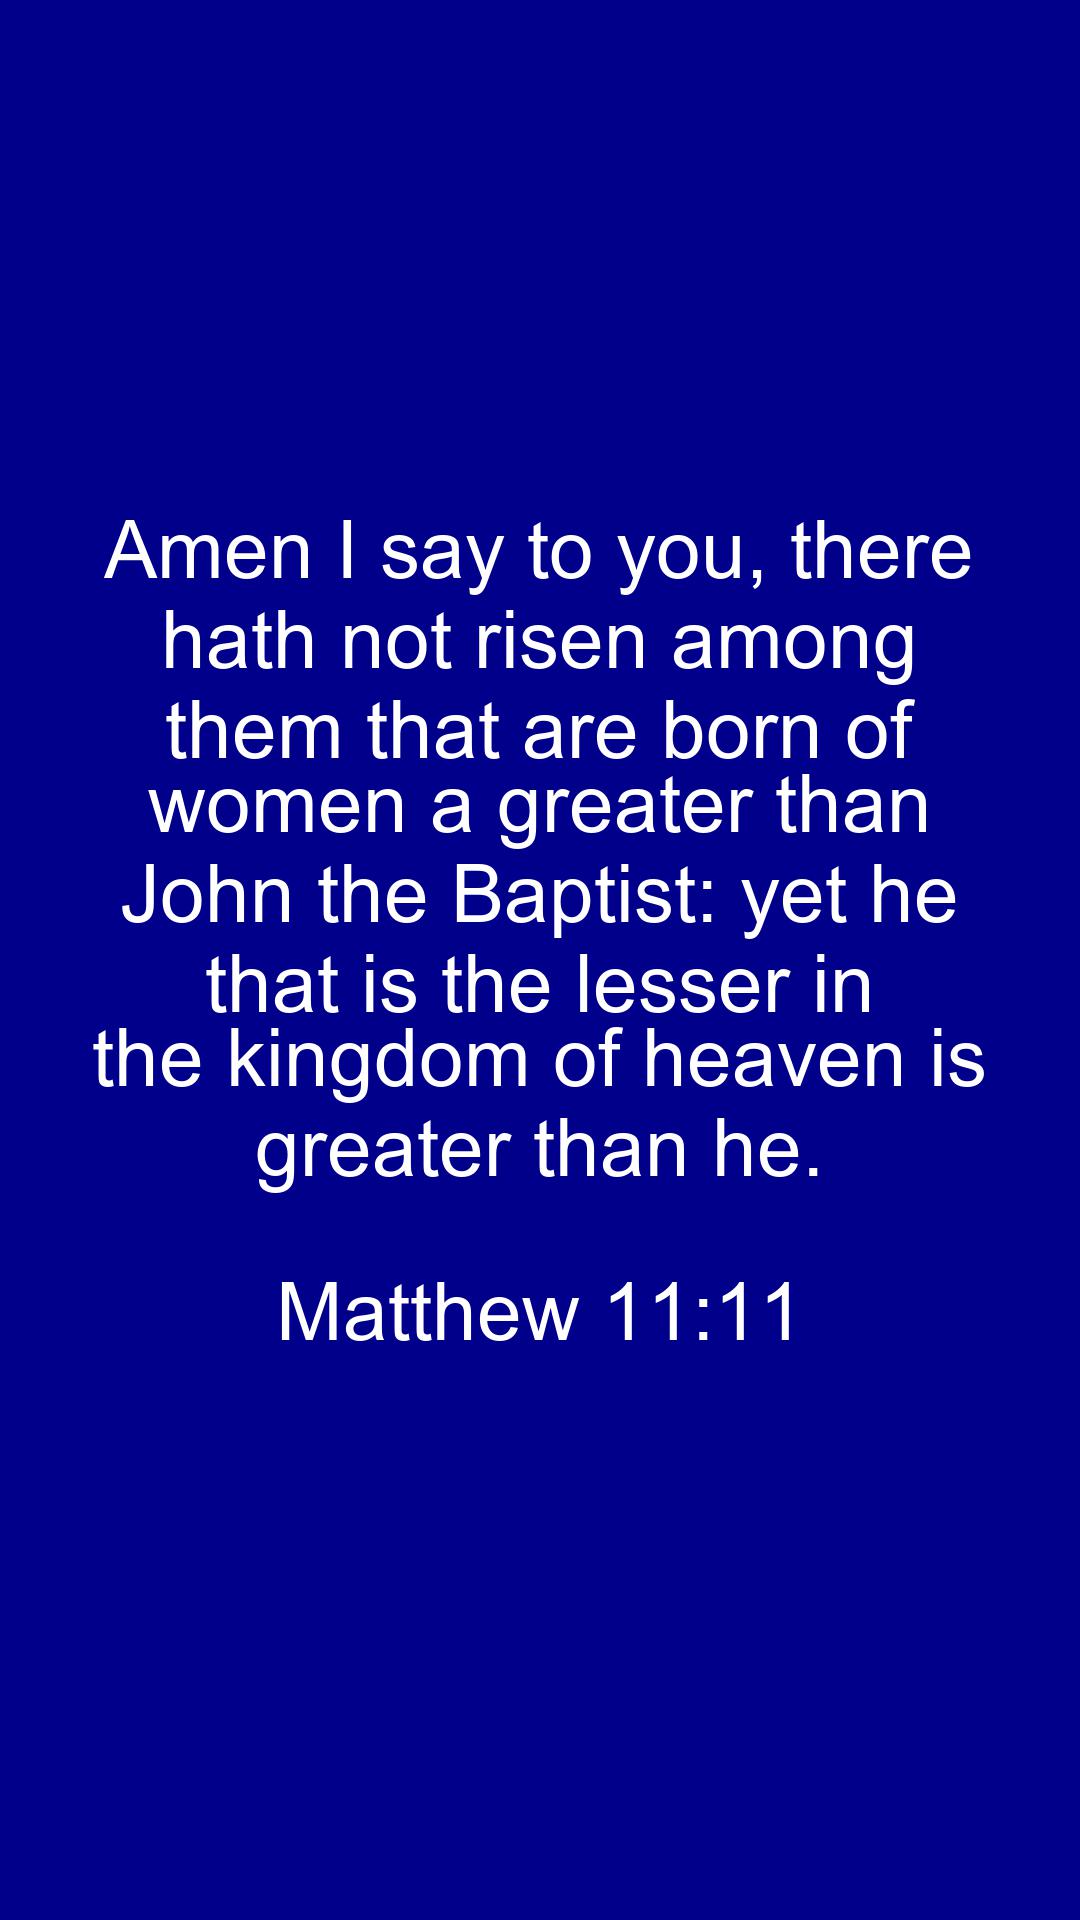 Amen I say to you, there
hath not risen among
them that are born of
women a greater than
John the Baptist: yet he
that is the lesser in
the kingdom of heaven is
greater than he.
Matthew 11:11